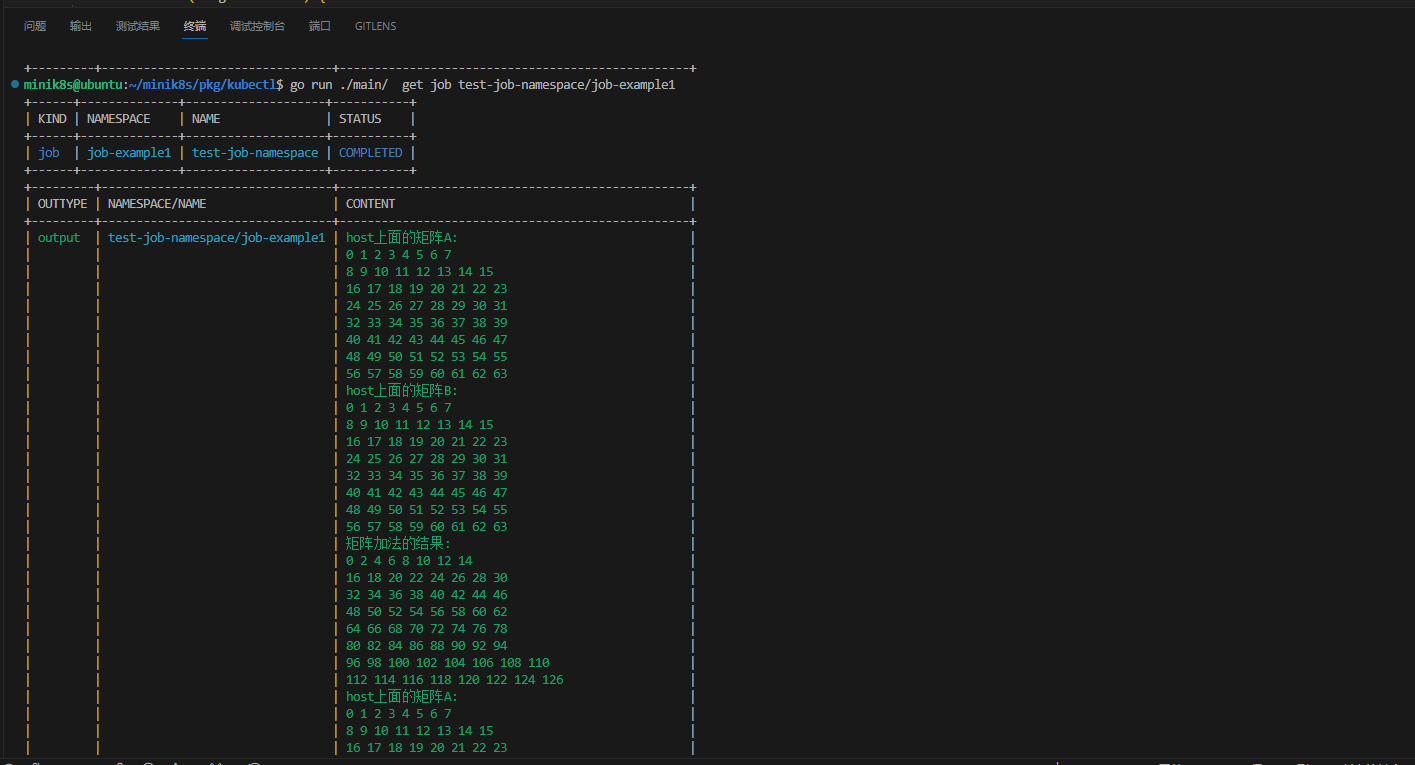 问题 输出 测试结果 终端 调试控制台 端口 GITLENS
+---------+---------------------------------+--------------------------------------------------+
minik8s@ubuntu:~/minik8s/pkg/kubectl$ go run ./main/  get job test-job-namespace/job-example1
+------+--------------+--------------------+-----------+
| KIND | NAMESPACE    | NAME               | STATUS    |
+------+--------------+--------------------+-----------+
| job  | job-example1 | test-job-namespace | COMPLETED |
+------+--------------+--------------------+-----------+
+---------+---------------------------------+--------------------------------------------------+
| OUTTYPE | NAMESPACE/NAME                  | CONTENT                                          |
+---------+---------------------------------+--------------------------------------------------+
| output  | test-job-namespace/job-example1 | host上面的矩阵A:                                  |
|         |                                 | 0 1 2 3 4 5 6 7                                  |
|         |                                 | 8 9 10 11 12 13 14 15                            |
|         |                                 | 16 17 18 19 20 21 22 23                          |
|         |                                 | 24 25 26 27 28 29 30 31                          |
|         |                                 | 32 33 34 35 36 37 38 39                          |
|         |                                 | 40 41 42 43 44 45 46 47                          |
|         |                                 | 48 49 50 51 52 53 54 55                          |
|         |                                 | 56 57 58 59 60 61 62 63                          |
|         |                                 | host上面的矩阵B:                                  |
|         |                                 | 0 1 2 3 4 5 6 7                                  |
|         |                                 | 8 9 10 11 12 13 14 15                            |
|         |                                 | 16 17 18 19 20 21 22 23                          |
|         |                                 | 24 25 26 27 28 29 30 31                          |
|         |                                 | 32 33 34 35 36 37 38 39                          |
|         |                                 | 40 41 42 43 44 45 46 47                          |
|         |                                 | 48 49 50 51 52 53 54 55                          |
|         |                                 | 56 57 58 59 60 61 62 63                          |
|         |                                 | 矩阵加法的结果:                                   |
|         |                                 | 0 2 4 6 8 10 12 14                               |
|         |                                 | 16 18 20 22 24 26 28 30                          |
|         |                                 | 32 34 36 38 40 42 44 46                          |
|         |                                 | 48 50 52 54 56 58 60 62                          |
|         |                                 | 64 66 68 70 72 74 76 78                          |
|         |                                 | 80 82 84 86 88 90 92 94                          |
|         |                                 | 96 98 100 102 104 106 108 110                    |
|         |                                 | 112 114 116 118 120 122 124 126                  |
|         |                                 | host上面的矩阵A:                                  |
|         |                                 | 0 1 2 3 4 5 6 7                                  |
|         |                                 | 8 9 10 11 12 13 14 15                            |
|         |                                 | 16 17 18 19 20 21 22 23                          |